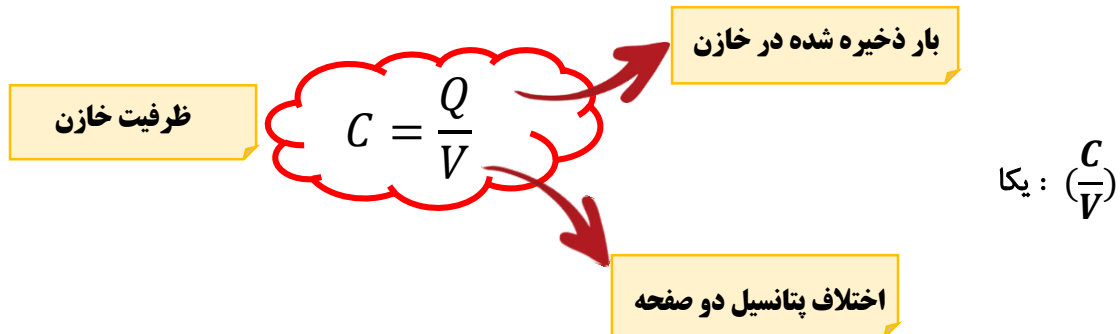 بار ذخیره شده در خازن
ظرفیت خازن
C = Q/V
یکا : (C/V)
اختلاف پتانسیل دو صفحه